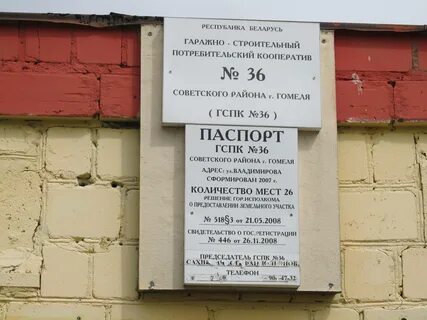 РЕСПУБЛИКА БЕЛАРУСЬ
ГАРАЖНО - СТРОИТЕЛЬНЫЙ
ПОТРЕБИТЕЛЬСКИЙ КООПЕРАТИВ
№ 36
СОВЕТСКОГО РАЙОНА г. ГОМЕЛЯ
( ГСПК №36 )
ПАСПОРТ
ГСПК №36
СОВЕТСКОГО РАЙОНА г. ГОМЕЛЯ
АДРЕС: ул.ВЛАДИМИРОВА
СФОРМИРОВАН 2007 г.
КОЛИЧЕСТВО МЕСТ 26
РЕШЕНИЕ ГОР.ИСПОЛКОМА
О ПРЕДОСТАВЛЕНИИ ЗЕМЕЛЬНОГО УЧАСТКА
№ 518§3 от 21.05.2008
СВИДЕТЕЛЬСТВО О ГОС.РЕГИСТРАЦИИ
№ 446 от 26.11.2008
ПРЕДСЕДАТЕЛЬ ГСПК №36
ТЕЛЕФОН